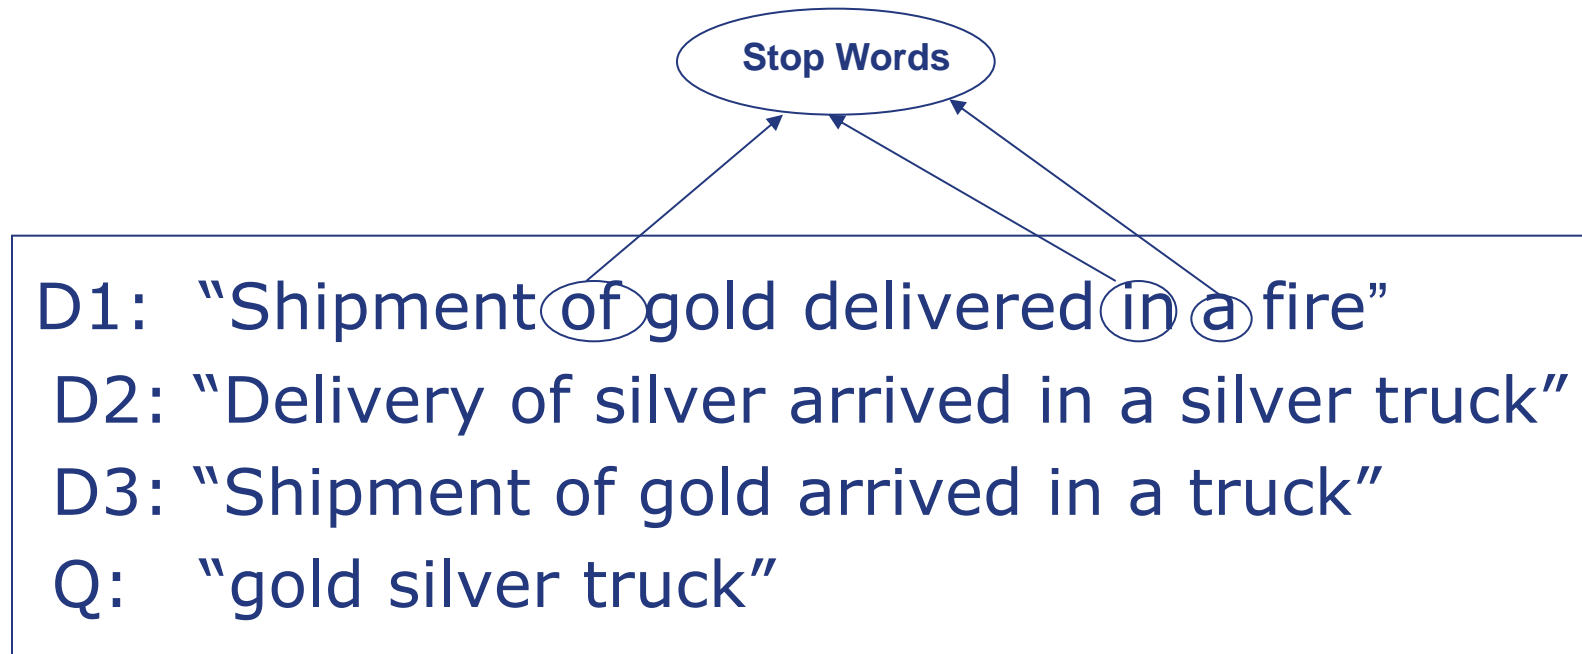 Stop Words
D1: “Shipment of gold delivered in a fire”
D2: “Delivery of silver arrived in a silver truck”
D3: “Shipment of gold arrived in a truck”
Q: “gold silver truck”